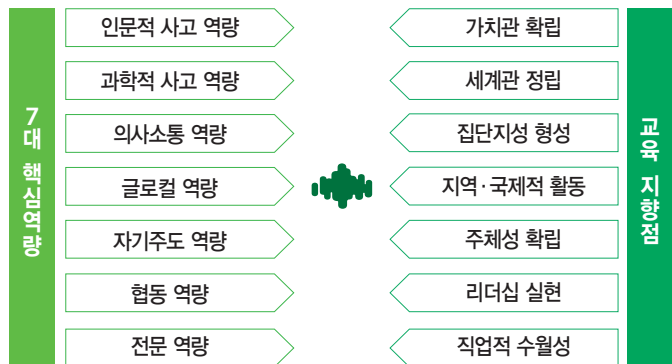 7대 핵심역량
인문적 사고 역량
과학적 사고 역량
의사소통 역량
글로컬 역량
자기주도 역량
협동 역량
전문 역량
가치관 확립
세계관 정립
집단지성 형성
지역·국제적 활동
주체성 확립
리더십 실현
직업적 수월성
교육 지향점